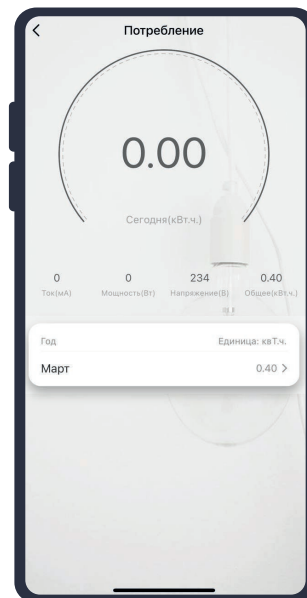 Потребление
0.00
Сегодня(кВт.ч.)
0 0 234 0.40
Ток(мА) Мощность(Вт) Напряжение(В) Общее(кВт.ч.)
Год Единица: квТ.ч.
Март 0.40 >